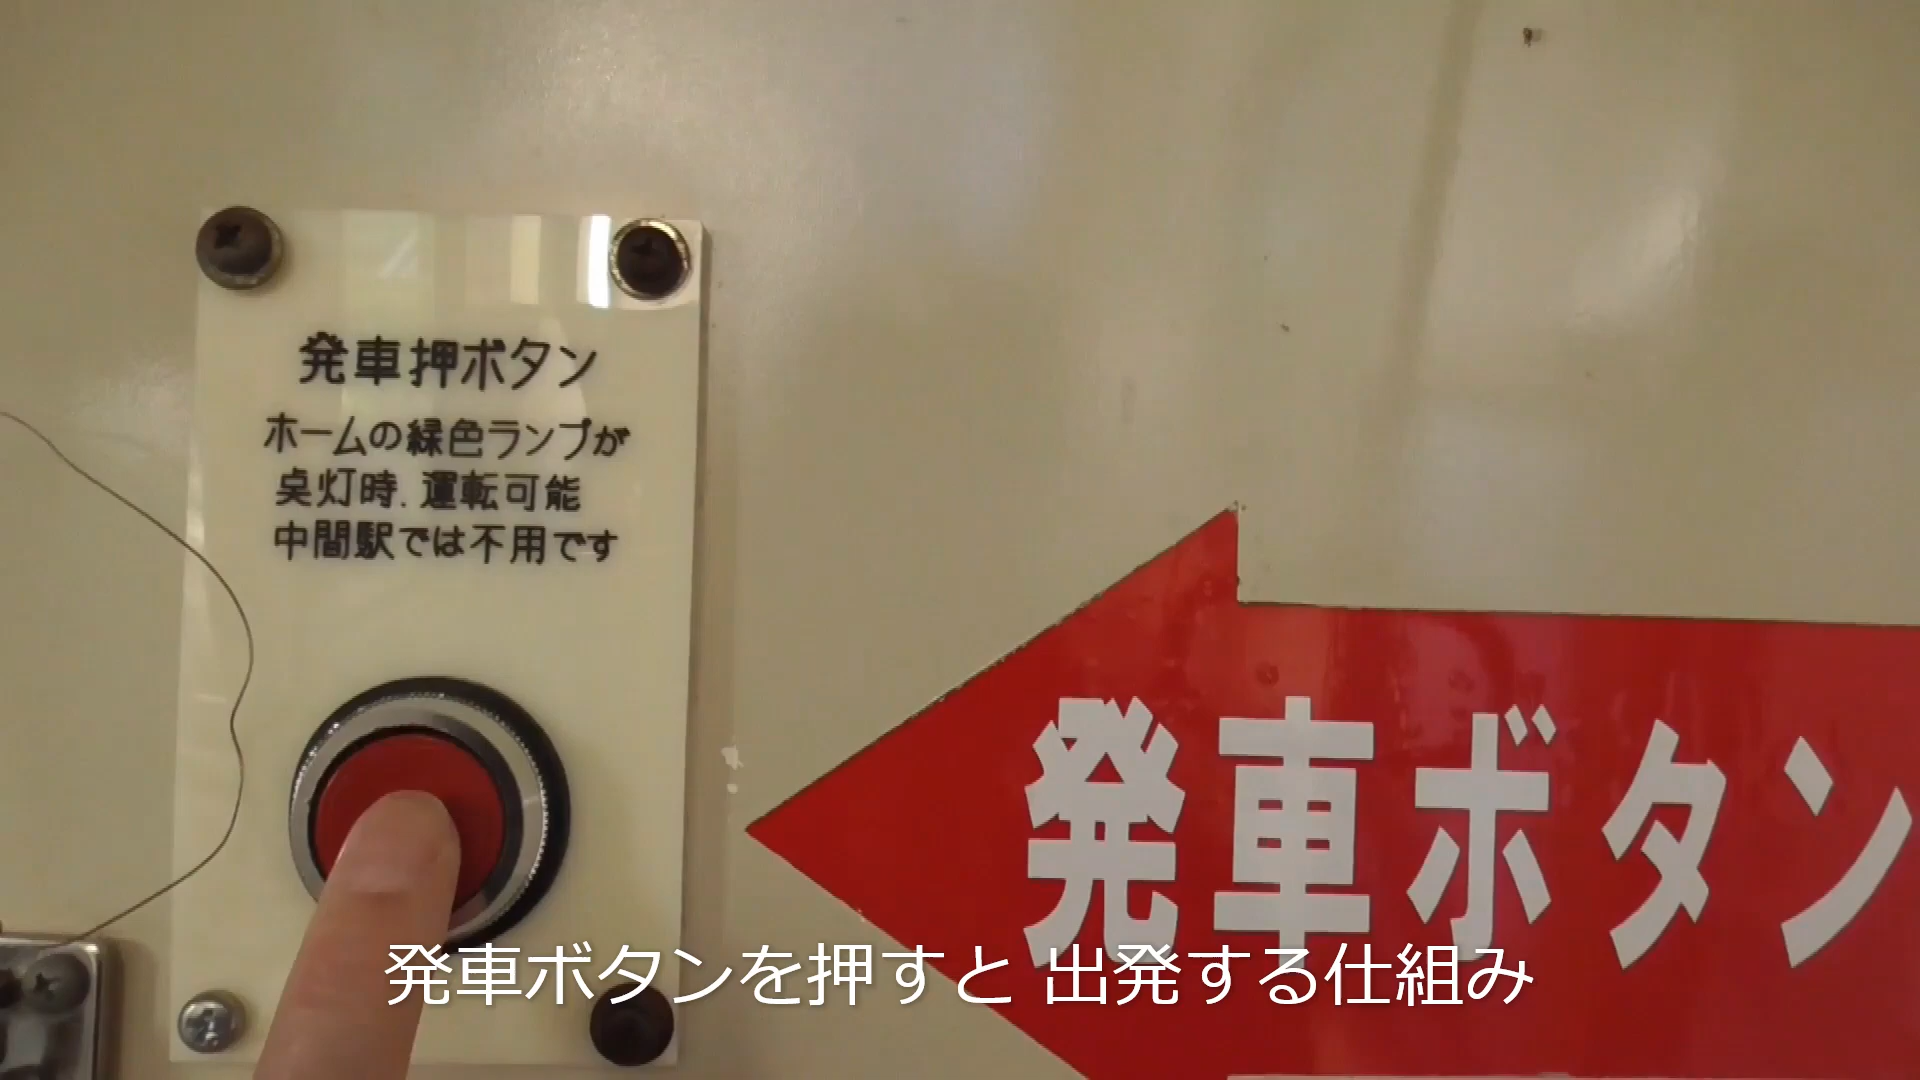 発車押ボタン
ホームの緑色ランプが
点灯時.運転可能
中間駅では不用です
発車ボタン
発車ボタンを押すと 出発する仕組み